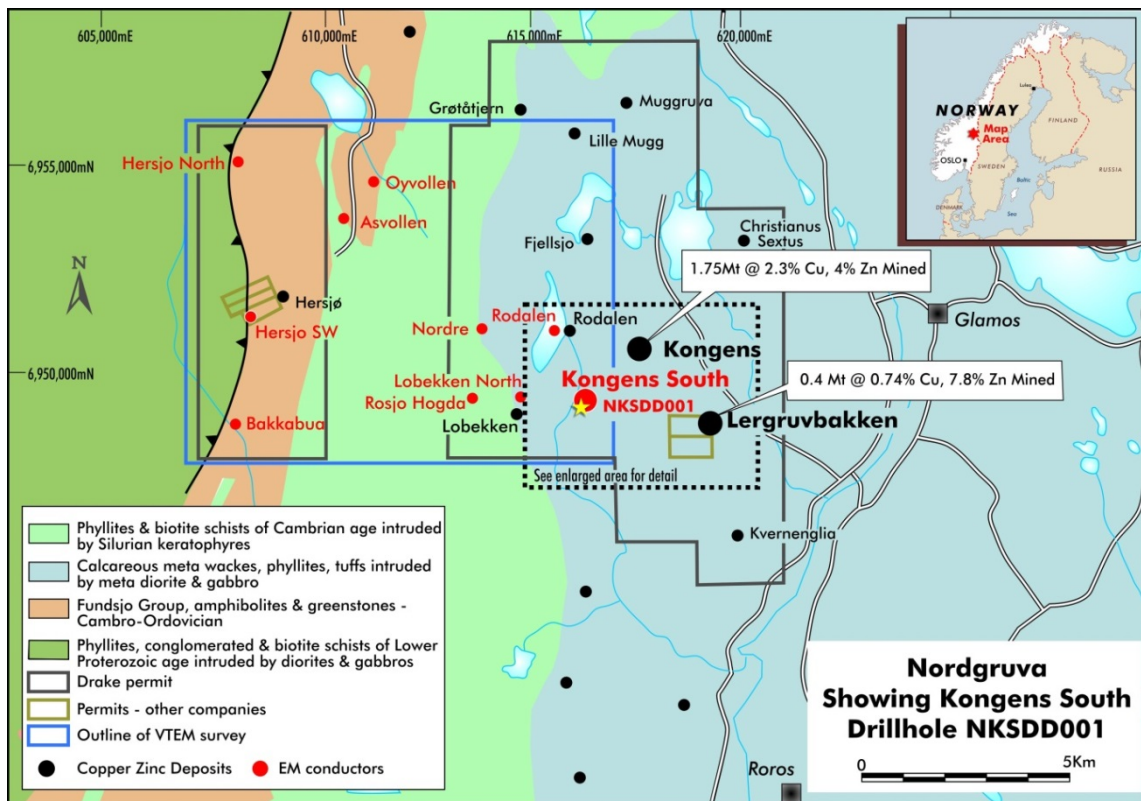 605,000mE
610,000mE
615,000mE
620,000mE
6,955,000mN
6,950,000mN
N
Grøtåtjern
Muggruva
Lille Mugg
Hersjo North
Oyvollen
Asvollen
Fjellsjo
Christianus
Sextus
1.75Mt @ 2.3% Cu, 4% Zn Mined
Hersjø
Hersjo SW
Nordre
Rodalen
Rodalen
Kongens
Glamos
Kongens South
NKSDD001
Lobekken North
Rosjo Hogda
Lobekken
0.4 Mt @ 0.74% Cu, 7.8% Zn Mined
Lergruvbakken
Bakkabua
See enlarged area for detail
Kvernenglia
Roros
NORWAY
Map
Area
OSLO
SWEDEN
FINLAND
Lulea
RUSSIA
Baltic
Sea
DENMARK
Phyllites & biotite schists of Cambrian age intruded
by Silurian keratophyres
Calcareous meta wackes, phyllites, tuffs intruded
by meta diorite & gabbro
Fundsjo Group, amphibolites & greenstones -
Cambro-Ordovician
Phyllites, conglomerated & biotite schists of Lower
Proterozoic age intruded by diorites & gabbros
Drake permit
Permits - other companies
Outline of VTEM survey
Copper Zinc Deposits
EM conductors
Nordgruva
Showing Kongens South
Drillhole NKSDD001
0
5Km